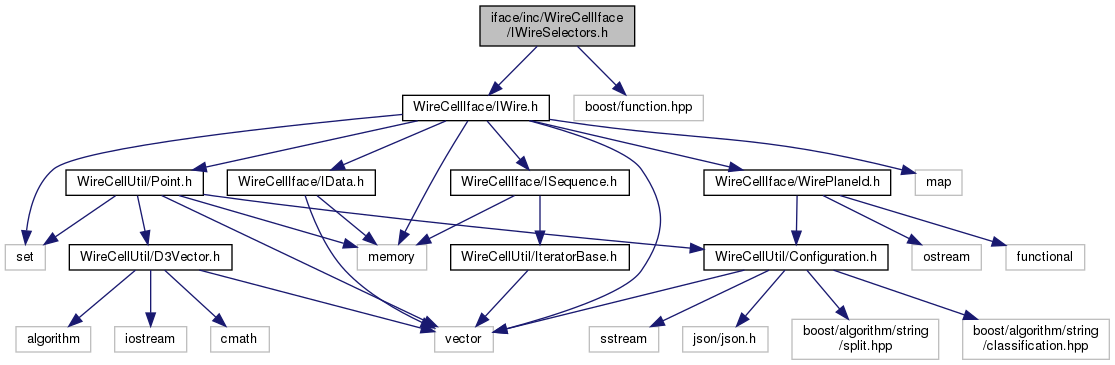 iface/inc/WireCellIface
/IWireSelectors.h
WireCellIface/IWire.h
boost/function.hpp
WireCellUtil/Point.h
WireCellIface/IData.h
WireCellIface/ISequence.h
WireCellIface/WirePlaneId.h
map
set
WireCellUtil/D3Vector.h
memory
WireCellUtil/IteratorBase.h
WireCellUtil/Configuration.h
ostream
functional
algorithm
iostream
cmath
vector
sstream
json/json.h
boost/algorithm/string
/split.hpp
boost/algorithm/string
/classification.hpp